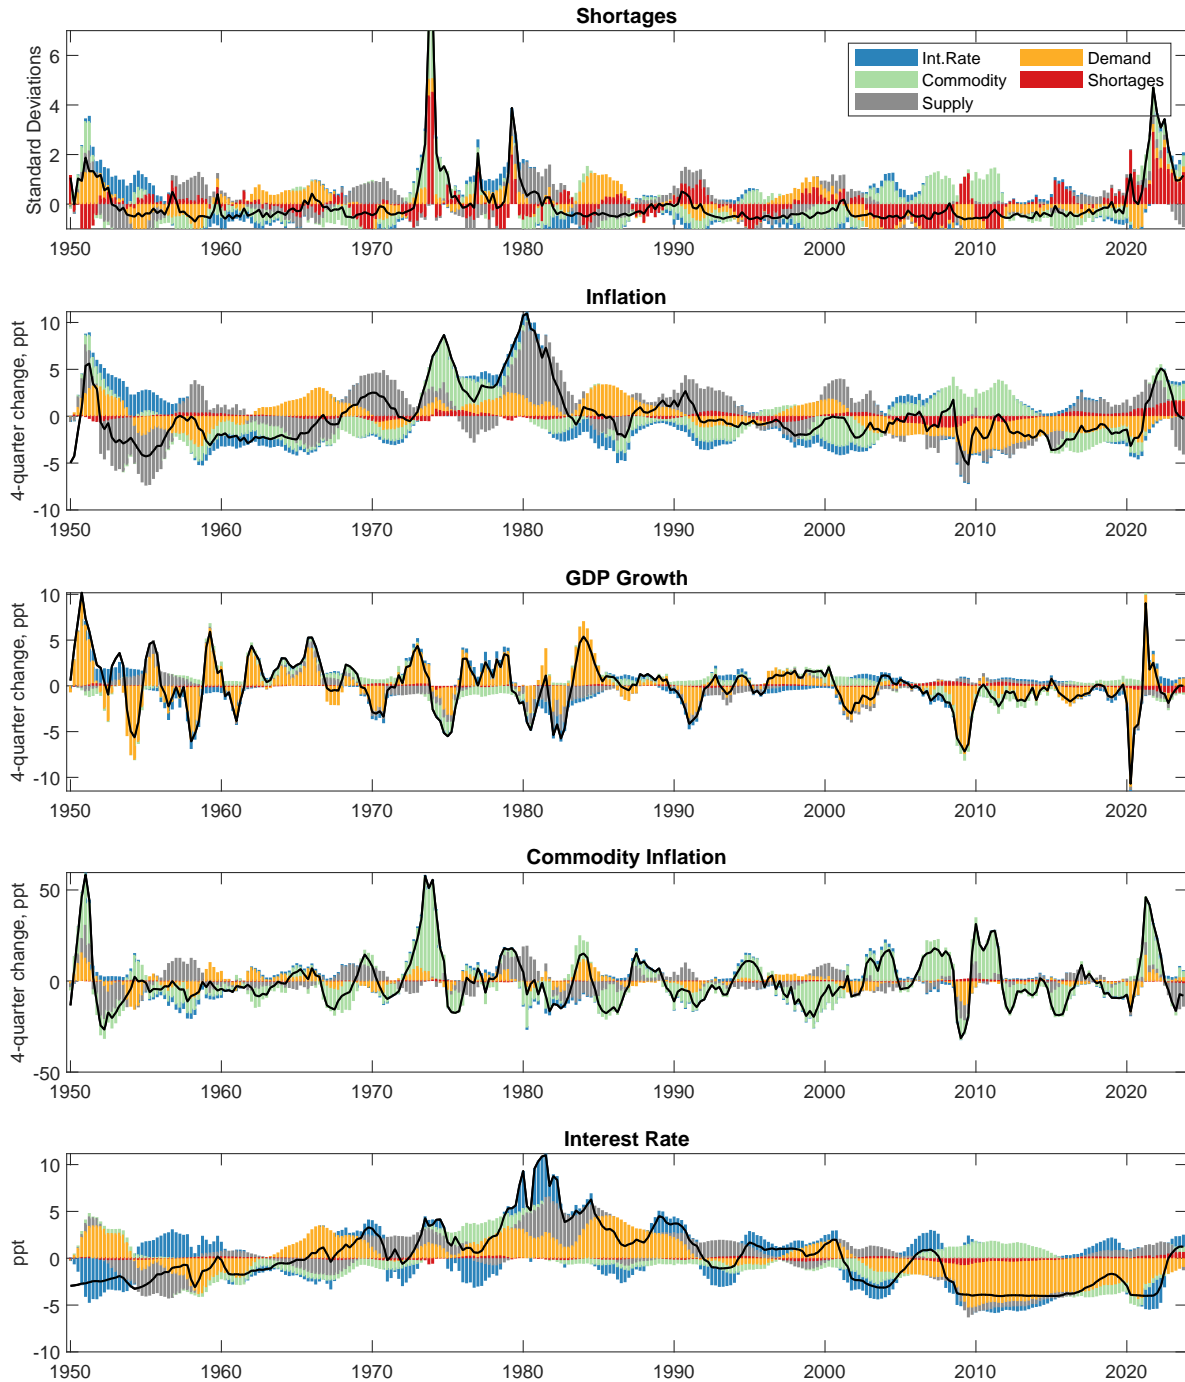 Shortages
Standard Deviations
6
4
2
0
Int.Rate
Commodity
Supply
Demand
Shortages
1950 1960 1970 1980 1990 2000 2010 2020
Inflation
4-quarter change, ppt
10
5
0
-5
-10
1950 1960 1970 1980 1990 2000 2010 2020
GDP Growth
4-quarter change, ppt
10
5
0
-5
-10
1950 1960 1970 1980 1990 2000 2010 2020
Commodity Inflation
4-quarter change, ppt
50
0
-50
1950 1960 1970 1980 1990 2000 2010 2020
Interest Rate
ppt
10
5
0
-5
-10
1950 1960 1970 1980 1990 2000 2010 2020